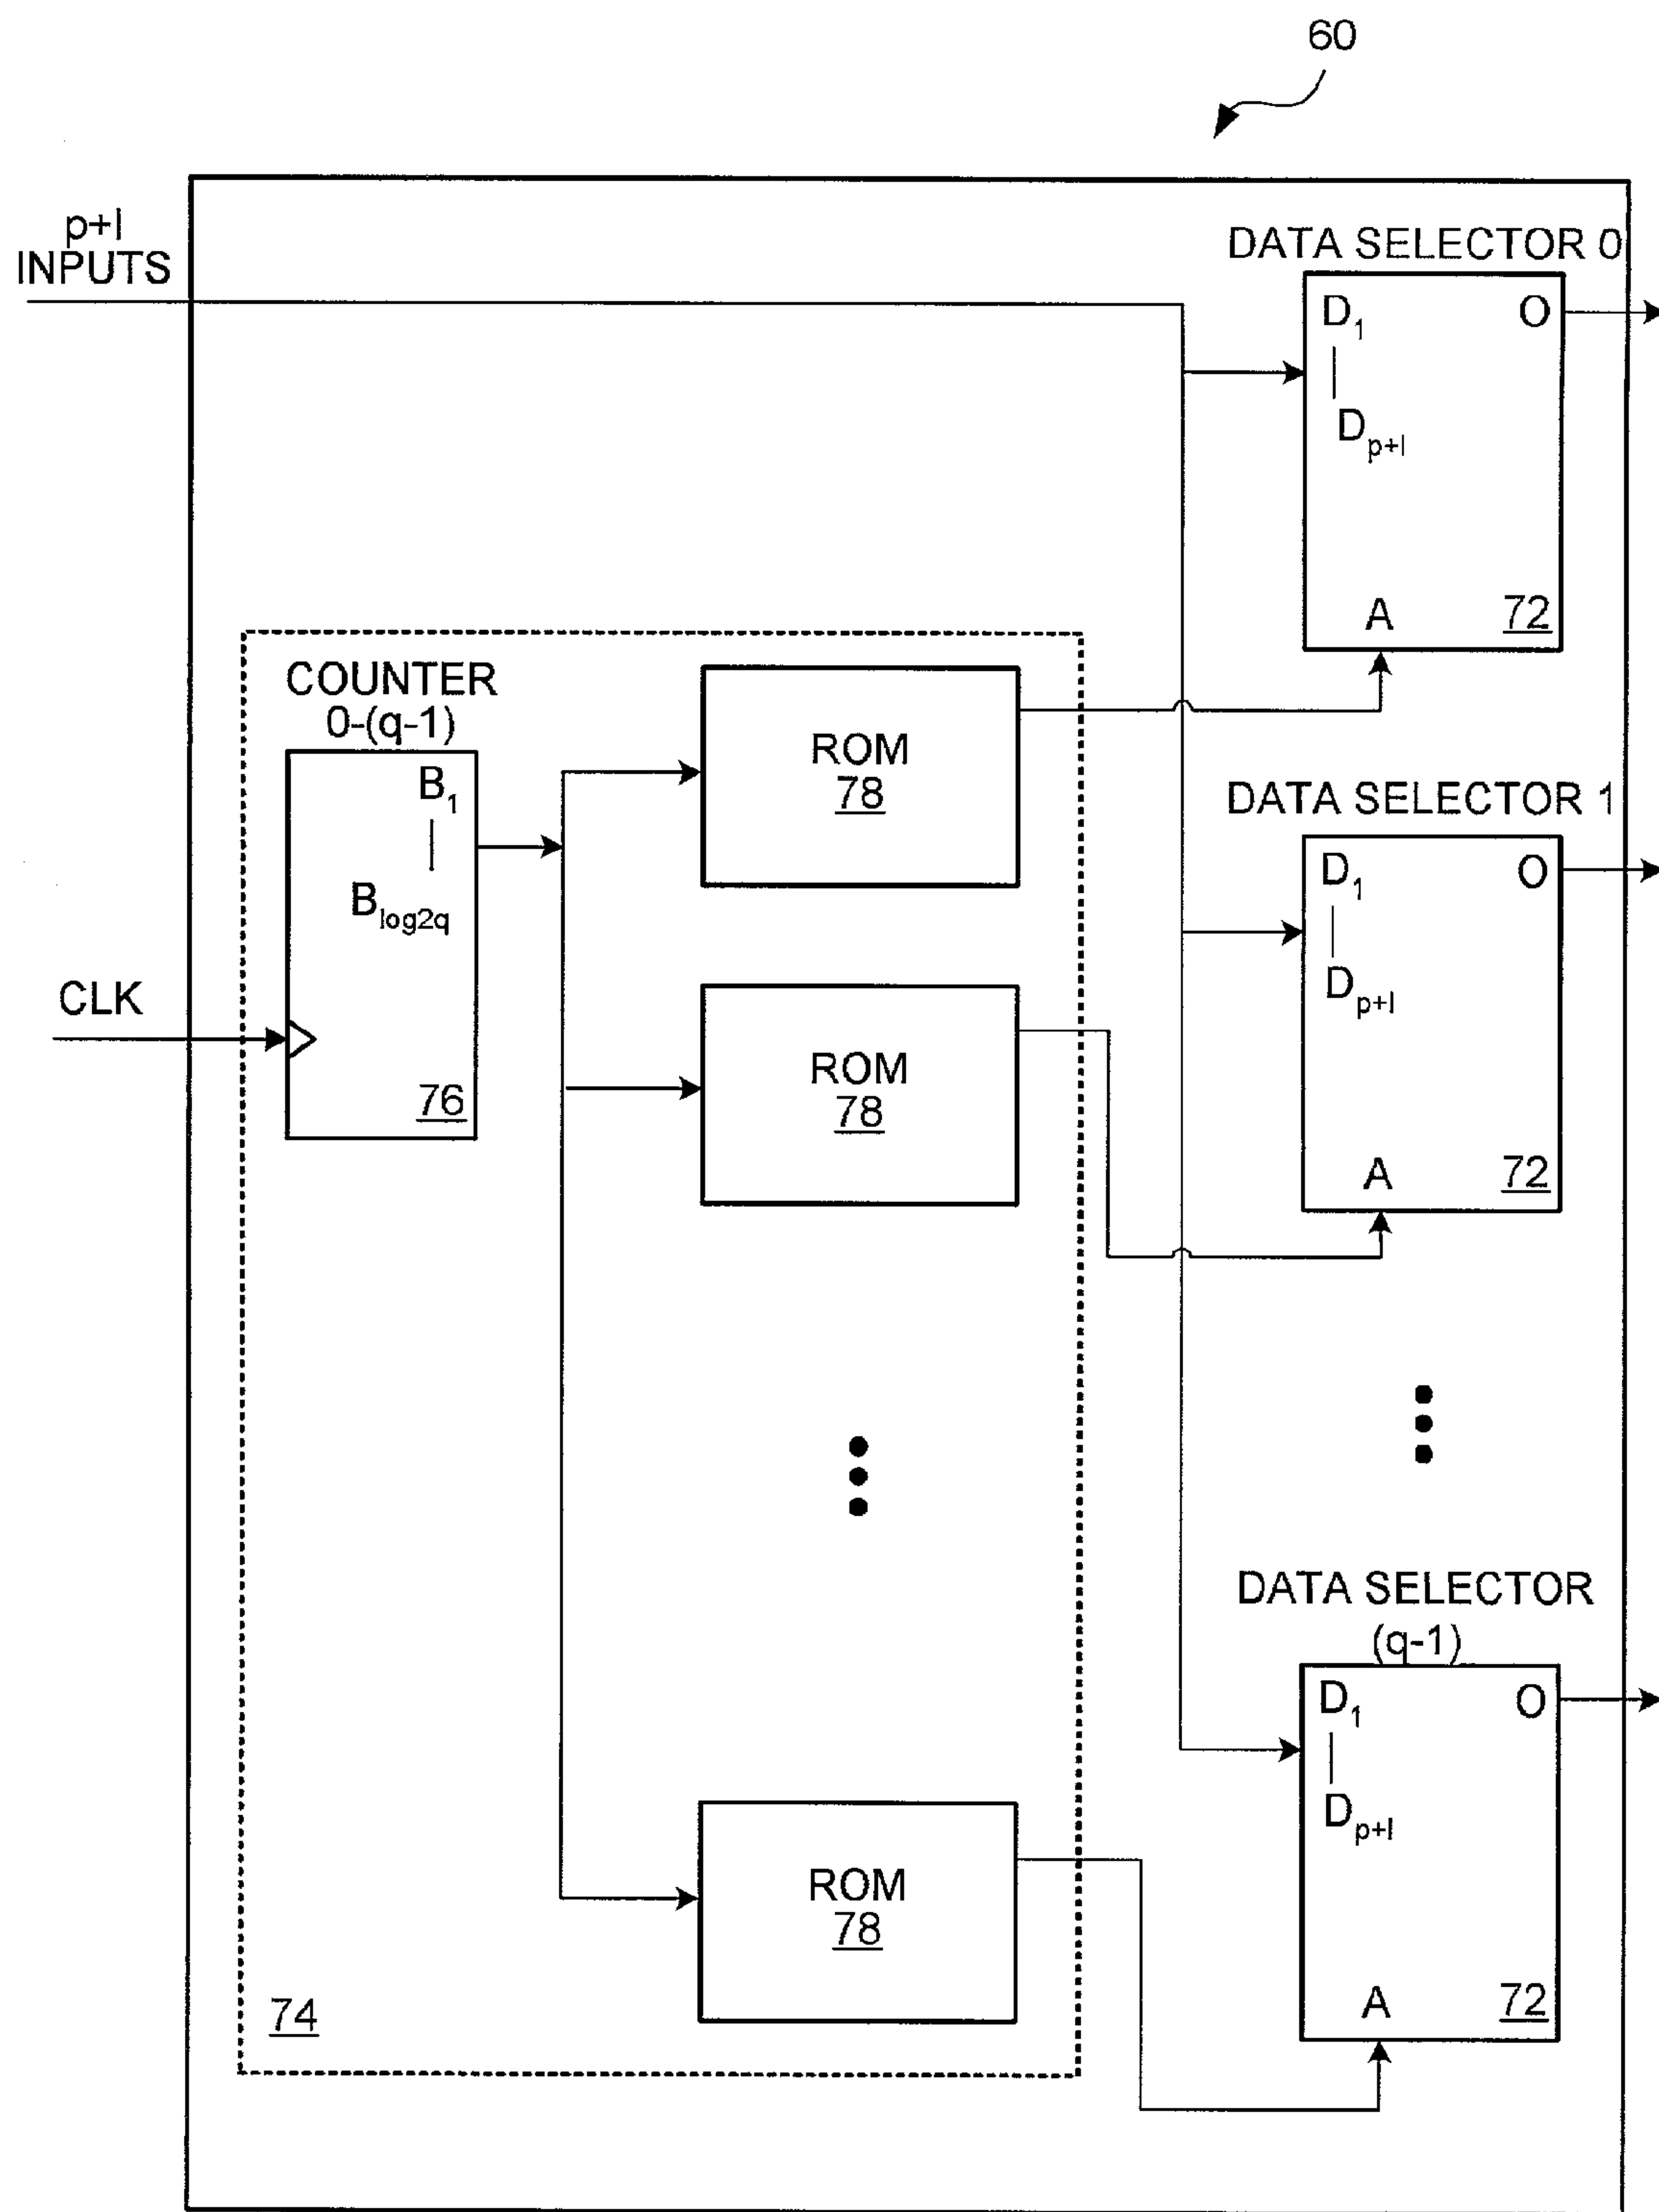 60
p+l
INPUTS
DATA SELECTOR 0
D1
O
Dp+l
A
72
COUNTER
0-(q-1)
B1
Blog2q
76
CLK
ROM
78
DATA SELECTOR 1
D1
O
Dp+l
A
72
ROM
78
DATA SELECTOR
(q-1)
D1
O
Dp+l
A
72
ROM
78
74